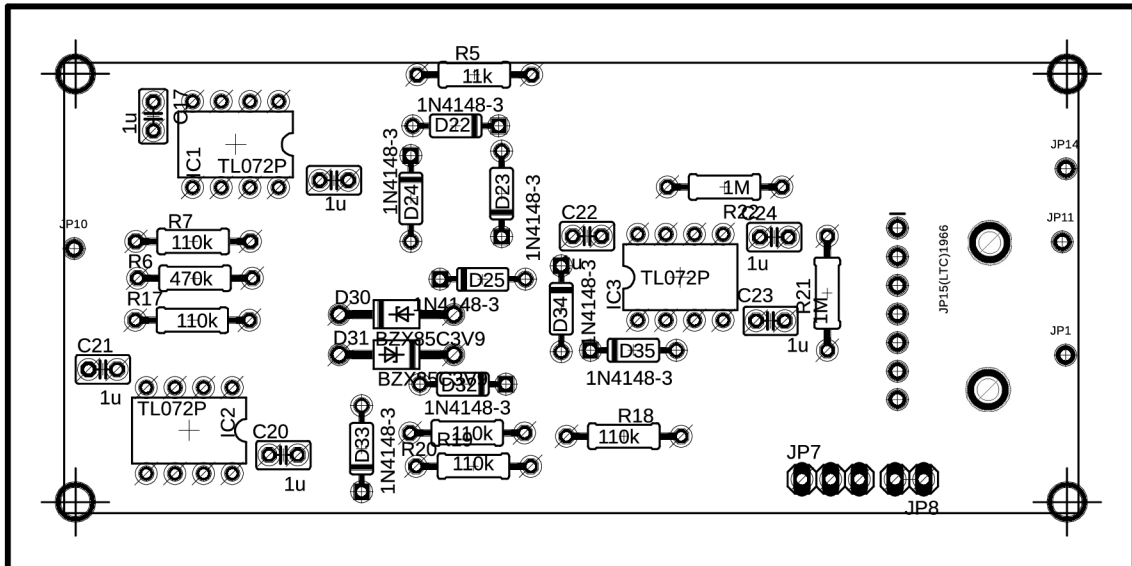 R5
11k
1N4148-3
D22
C17
1u
IC1
TL072P
1u
1N4148-3
D24
D23
1N4148-3
JP14
1M
R22
C24
1u
C22
1u
JP10
R7
110k
R6
470k
R17
110k
JP11
JP15(LTC)1966
IC3
TL072P
D25
1N4148-3
D34
1N4148-3
R21
1M
C23
1u
D30
BZX85C3V9
D31
BZX85C3V9
JP1
D35
1N4148-3
C21
1u
D32
1N4148-3
TL072P
IC2
C20
1u
D33
1N4148-3
110k
R19
R20
110k
R18
110k
JP7
JP8